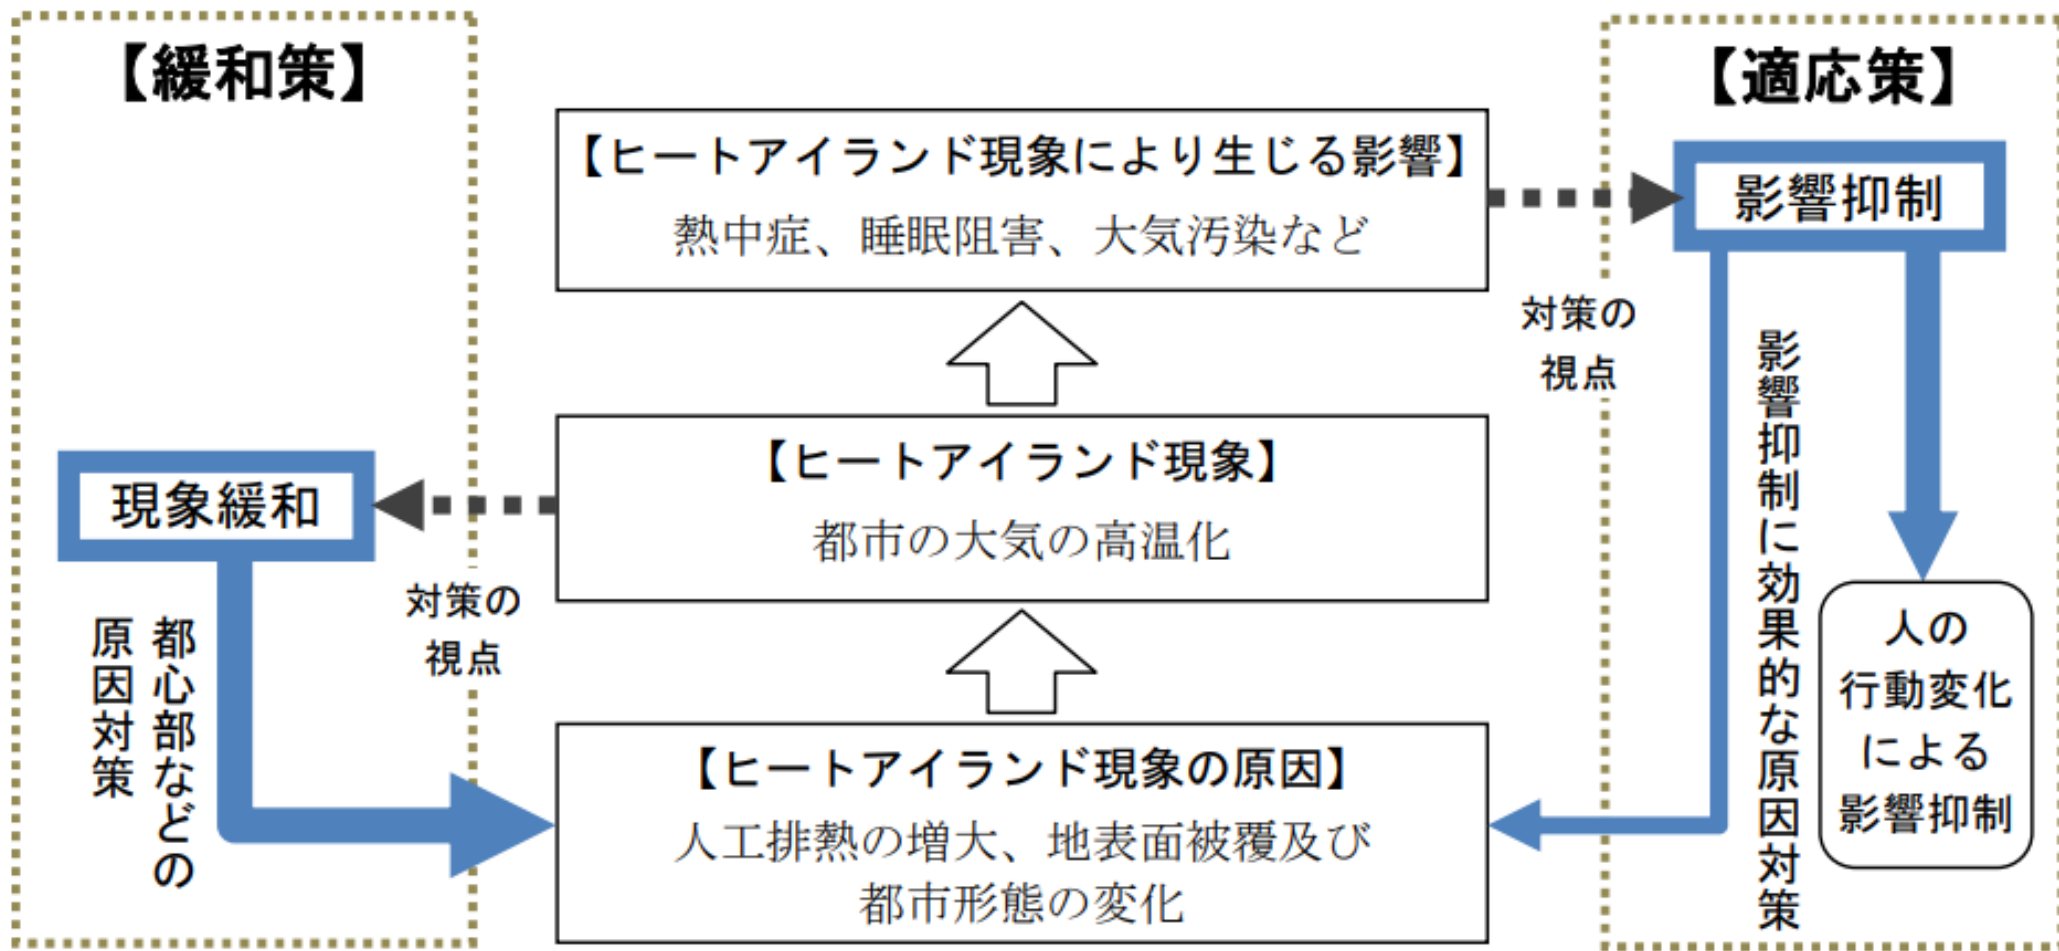 【緩和策】
現象緩和
都心部などの
原因対策
対策の
視点
【ヒートアイランド現象により生じる影響】
熱中症、睡眠阻害、大気汚染など
【ヒートアイランド現象】
都市の大気の高温化
【ヒートアイランド現象の原因】
人工排熱の増大、地表面被覆及び
都市形態の変化
対策の
視点
【適応策】
影響抑制
影響抑制に効果的な原因対策
人の
行動変化
による
影響抑制